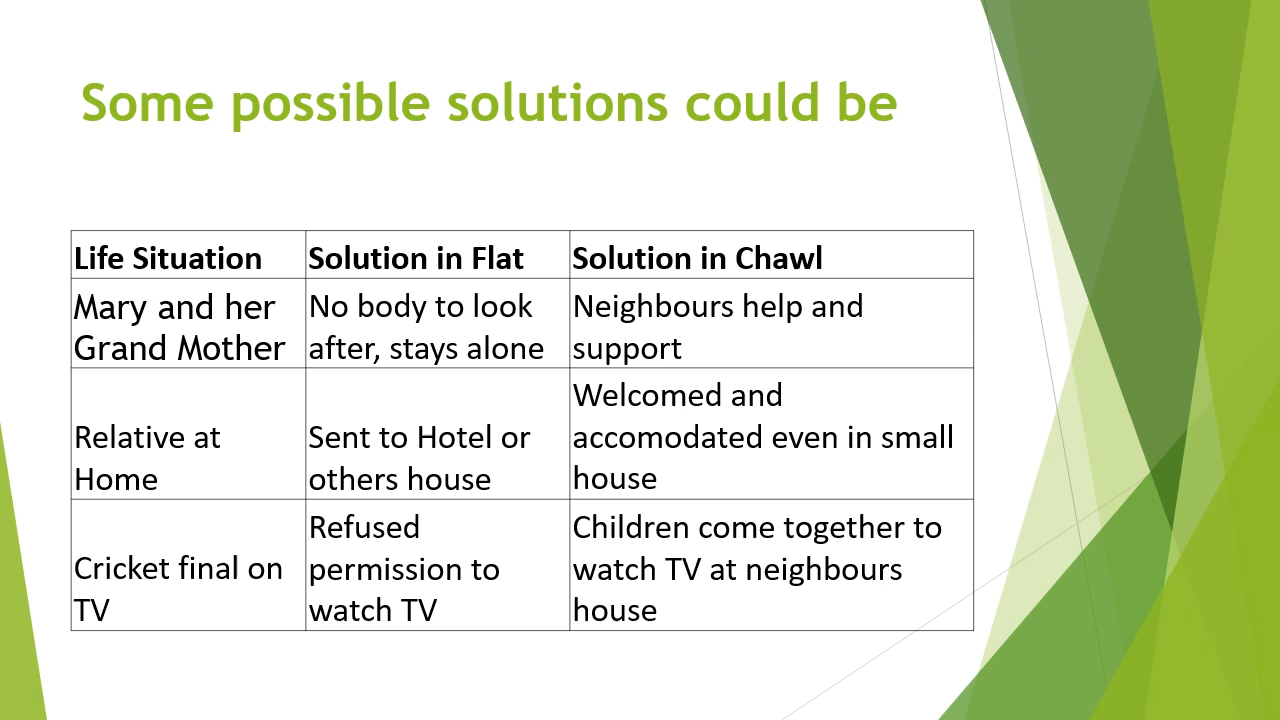 Some possible solutions could be
Life Situation
Solution in Flat
Solution in Chawl
Mary and her
Grand Mother
No body to look
after, stays alone
Neighbours help and
support
Relative at
Home
Sent to Hotel or
others house
Welcomed and
accomodated even in small
house
Cricket final on
TV
Refused
permission to
watch TV
Children come together to
watch TV at neighbours
house